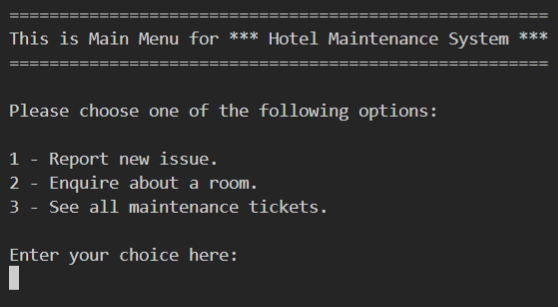 ======================================================
This is Main Menu for *** Hotel Maintenance System ***
======================================================
Please choose one of the following options:
1 - Report new issue.
2 - Enquire about a room.
3 - See all maintenance tickets.
Enter your choice here: